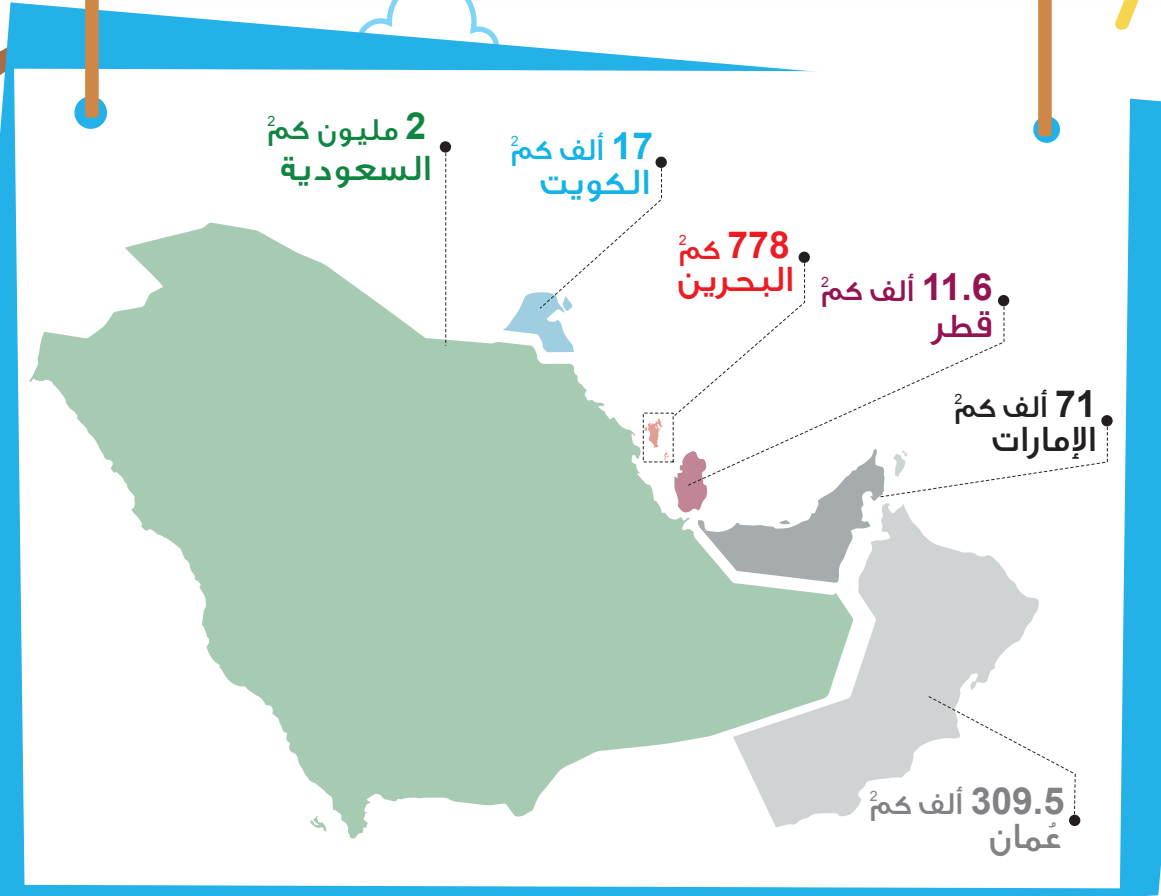 2 مليون كم²
السعودية
17 ألف كم²
الكويت
778 كم²
البحرين
11.6 ألف كم²
قطر
71 ألف كم²
الإمارات
309.5 ألف كم²
عُمان